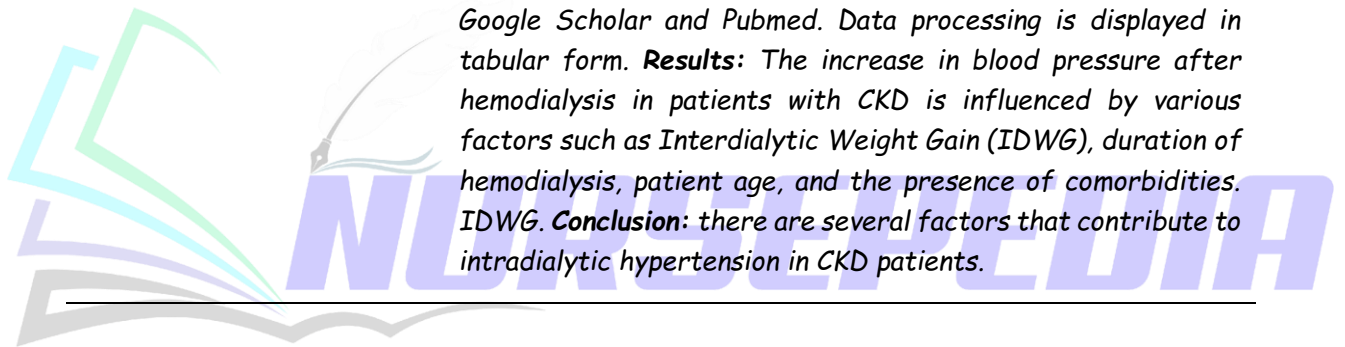 Google Scholar and Pubmed. Data processing is displayed in
tabular form. Results: The increase in blood pressure after
hemodialysis in patients with CKD is influenced by various
factors such as Interdialytic Weight Gain (IDWG), duration of
hemodialysis, patient age, and the presence of comorbidities.
IDWG. Conclusion: there are several factors that contribute to
intradialytic hypertension in CKD patients.
NURSEPEDIA